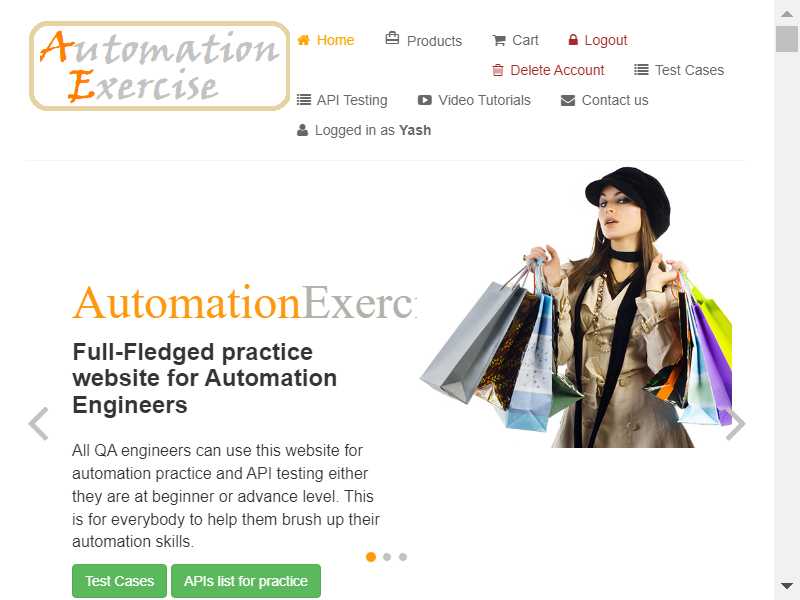 Automation
Exercise
Home
Products
Cart
Logout
Delete Account
Test Cases
API Testing
Video Tutorials
Contact us
Logged in as Yash
AutomationExerci
Full-Fledged practice
website for Automation
Engineers
All QA engineers can use this website for
automation practice and API testing either
they are at beginner or advance level. This
is for everybody to help them brush up their
automation skills.
Test Cases
APIs list for practice